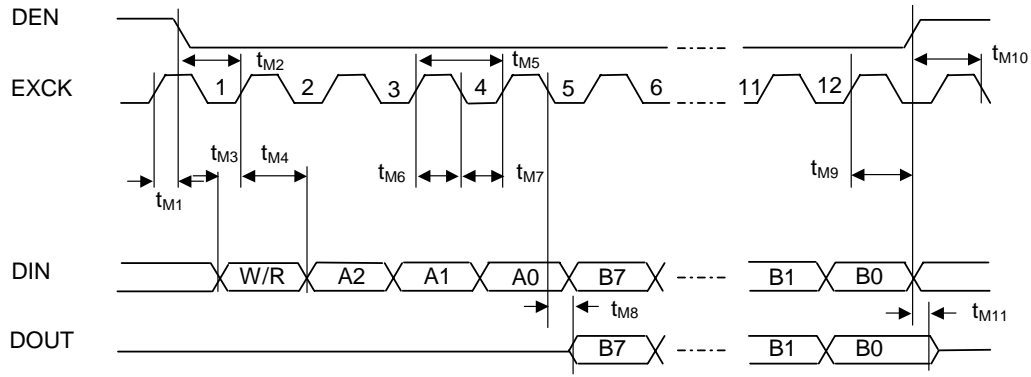 DEN
tM2 tM5 tM10
EXCK 1 2 3 4 5 6 11 12
tM3 tM4 tM6 tM7 tM9
tM1
DIN W/R A2 A1 A0 B7 B1 B0
tM8 tM11
DOUT B7 B1 B0